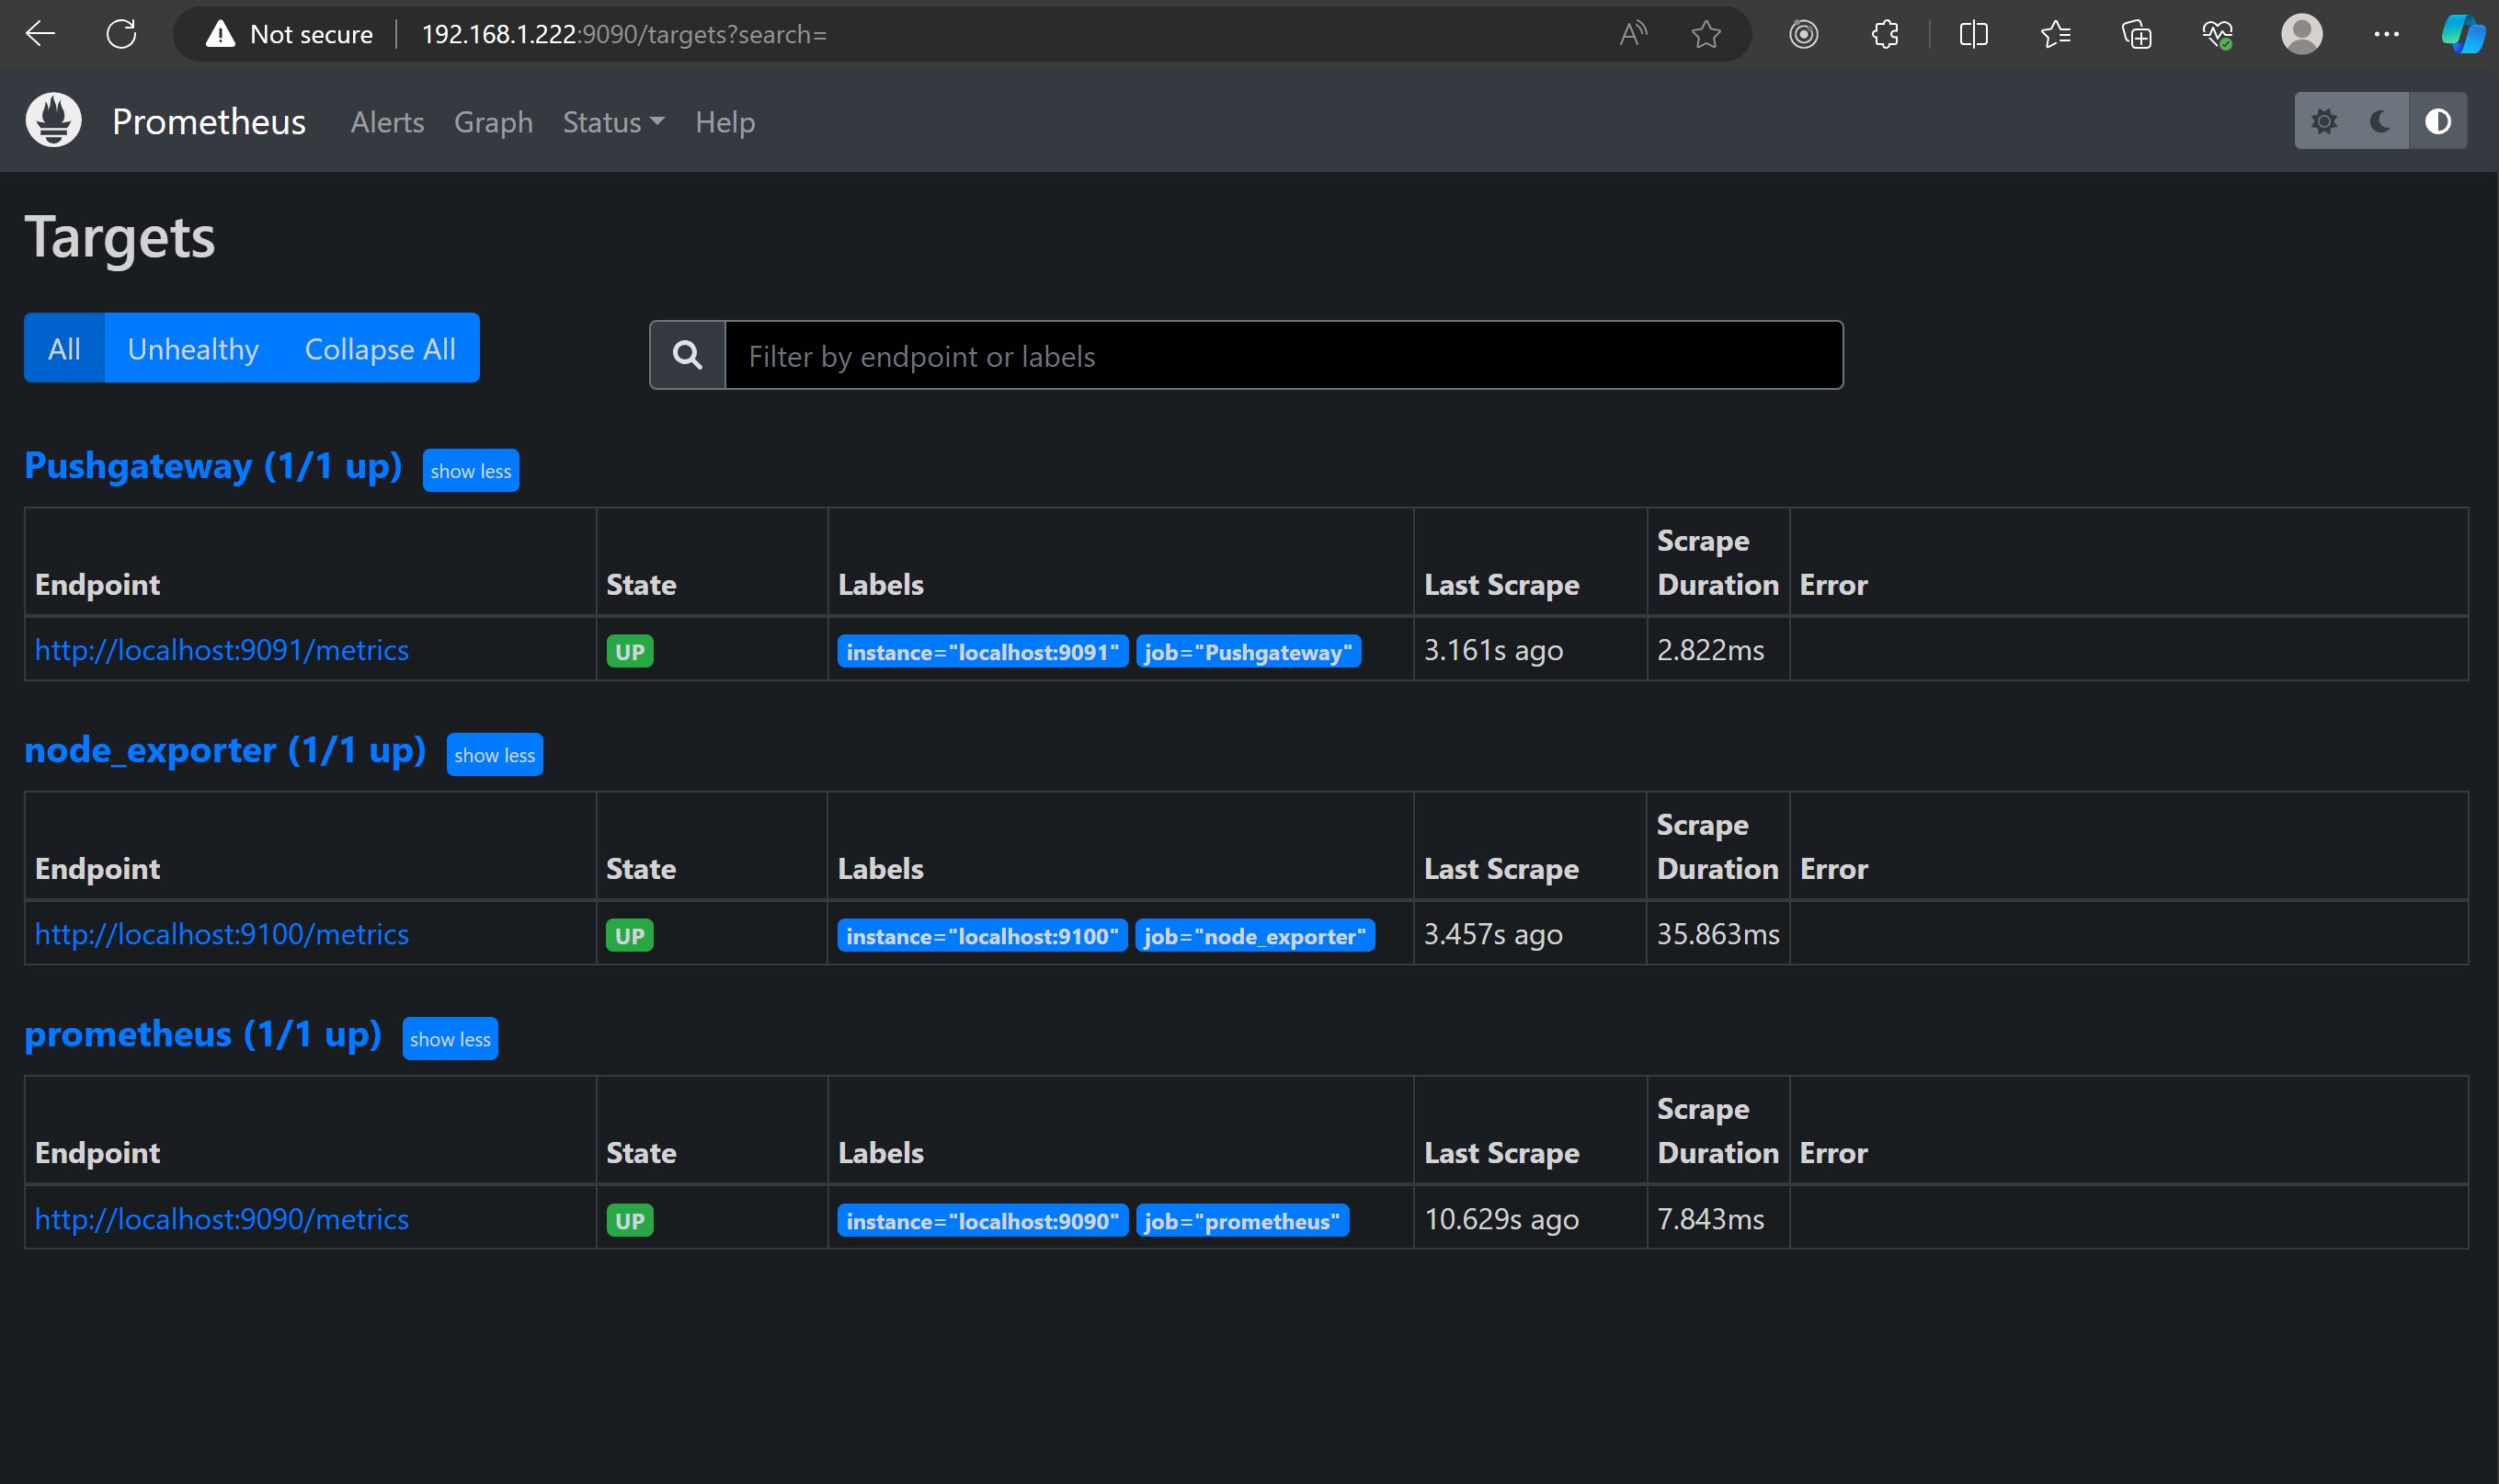 Not secure 192.168.1.222:9090/targets?search=
Prometheus Alerts Graph Status Help
Targets
All Unhealthy Collapse All Filter by endpoint or labels
Pushgateway (1/1 up) show less
Endpoint State Labels Last Scrape Scrape Duration Error
http://localhost:9091/metrics UP instance="localhost:9091" job="Pushgateway" 3.161s ago 2.822ms
node_exporter (1/1 up) show less
Endpoint State Labels Last Scrape Scrape Duration Error
http://localhost:9100/metrics UP instance="localhost:9100" job="node_exporter" 3.457s ago 35.863ms
prometheus (1/1 up) show less
Endpoint State Labels Last Scrape Scrape Duration Error
http://localhost:9090/metrics UP instance="localhost:9090" job="prometheus" 10.629s ago 7.843ms